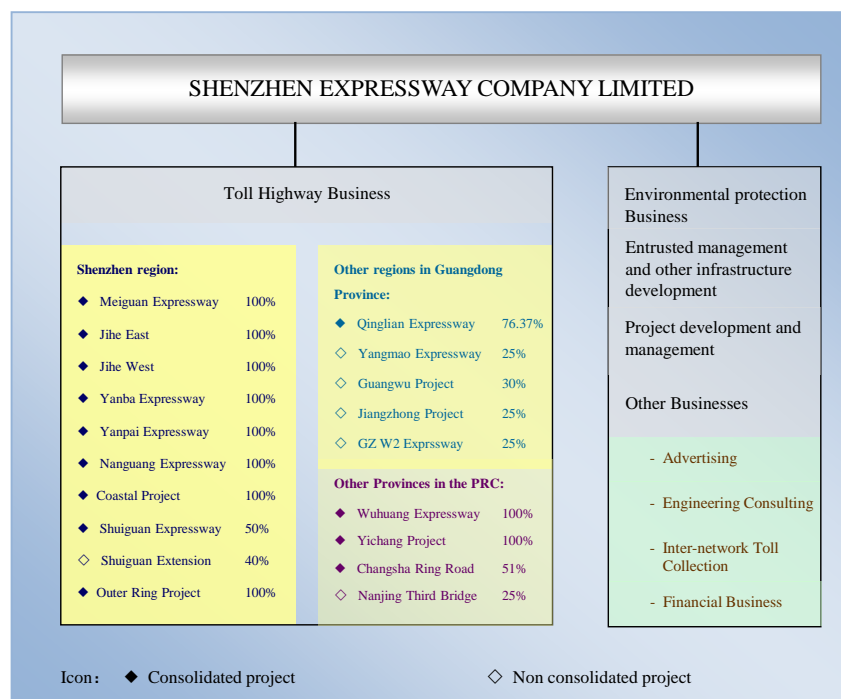 SHENZHEN EXPRESSWAY COMPANY LIMITED
Toll Highway Business
Shenzhen region:
◆ Meiguan Expressway 100%
◆ Jihe East 100%
◆ Jihe West 100%
◆ Yanba Expressway 100%
◆ Yanpai Expressway 100%
◆ Nanguang Expressway 100%
◆ Coastal Project 100%
◆ Shuiguan Expressway 50%
◇ Shuiguan Extension 40%
◆ Outer Ring Project 100%
Other regions in Guangdong
Province:
◆ Qinglian Expressway 76.37%
◇ Yangmao Expressway 25%
◇ Guangwu Project 30%
◇ Jiangzhong Project 25%
◇ GZ W2 Exprssway 25%
Other Provinces in the PRC:
◆ Wuhuang Expressway 100%
◆ Yichang Project 100%
◆ Changsha Ring Road 51%
◇ Nanjing Third Bridge 25%
Environmental protection
Business
Entrusted management
and other infrastructure
development
Project development and
management
Other Businesses
- Advertising
- Engineering Consulting
- Inter-network Toll
Collection
- Financial Business
Icon： ◆ Consolidated project ◇ Non consolidated project